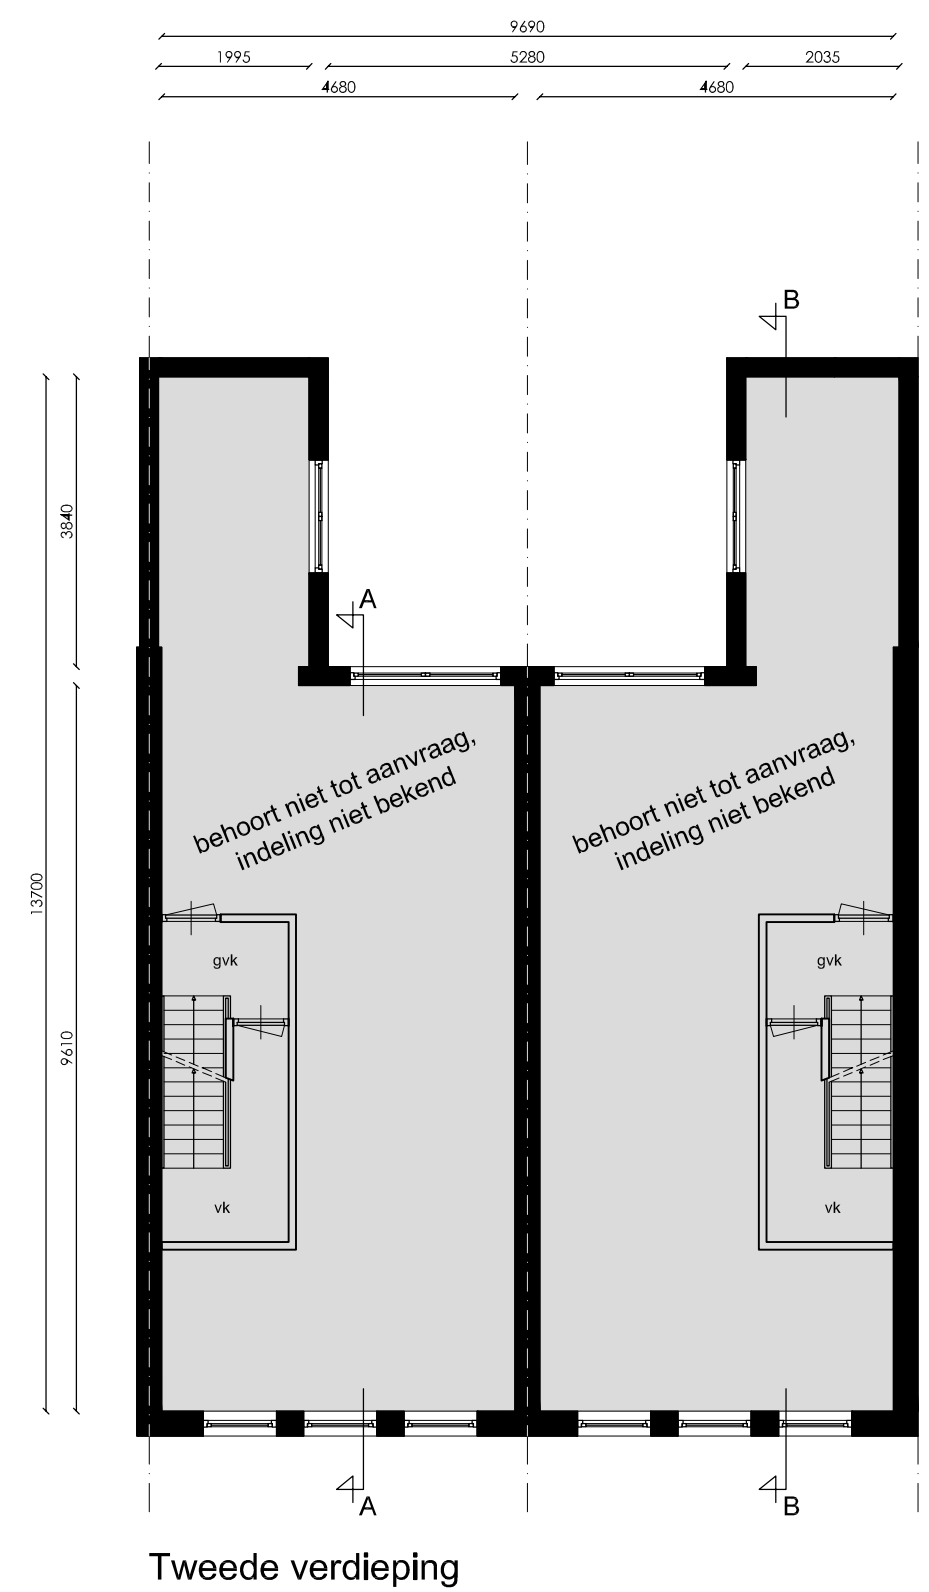 9690
1995 5280 2035
4680 4680
B
3840
A
behoort niet tot aanvraag,
indeling niet bekend
behoort niet tot aanvraag,
indeling niet bekend
13700
gvk gvk
9610
vk vk
A B
Tweede verdieping